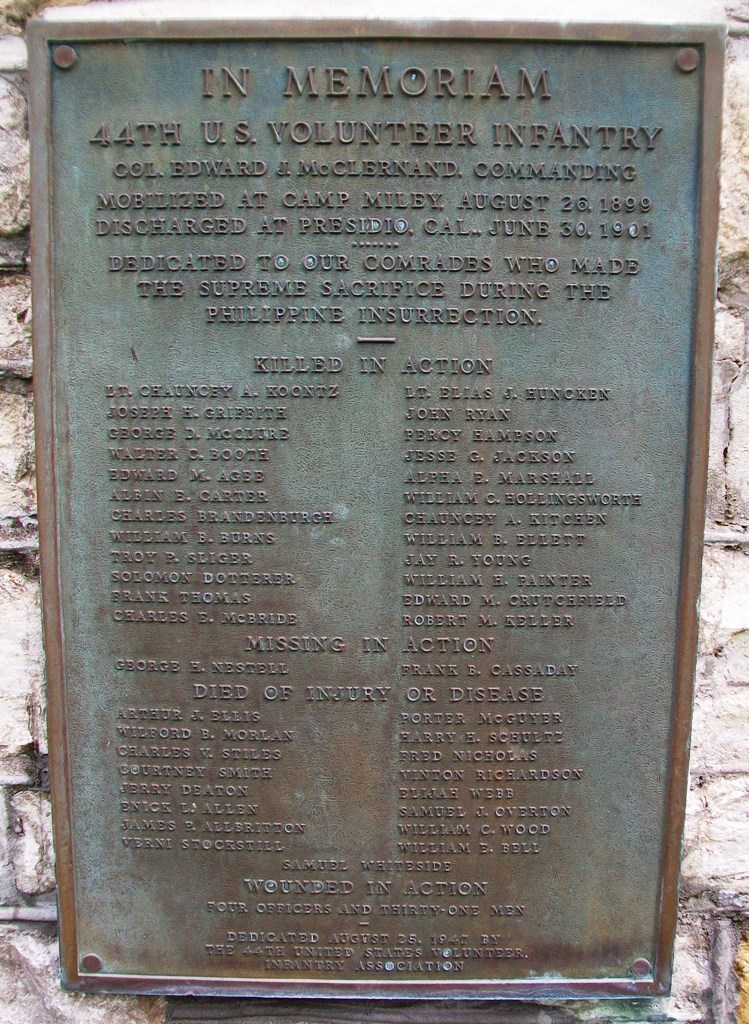 IN MEMORIAM
44TH U.S. VOLUNTEER INFANTRY
COL. EDWARD J. McCLERNAND, COMMANDING
MOBILIZED AT CAMP MILEY, AUGUST 26, 1899
DISCHARGED AT PRESIDIO, CAL., JUNE 30, 1901
DEDICATED TO OUR COMRADES WHO MADE
THE SUPREME SACRIFICE DURING THE
PHILIPPINE INSURRECTION.
KILLED IN ACTION
LT. CHAUNCEY A. KOONTZ LT. ELIAS J. HUNCKEN
JOSEPH H. GRIFFITH JOHN RYAN
GEORGE D. McCLURE PERCY HAMPSON
WALTER C. BOOTH JESSE G. JACKSON
EDWARD M. AGEE ALPHA E. MARSHALL
ALBIN E. CARTER WILLIAM C. HOLLINGSWORTH
CHARLES BRANDENBURGH CHAUNCEY A. KITCHEN
WILLIAM B. BURNS WILLIAM B. ELLETT
TROY P. SLIGER JAY R. YOUNG
SOLOMON DOTTERER WILLIAM H. PAINTER
FRANK THOMAS EDWARD M. CRUTCHFIELD
CHARLES E. McBRIDE ROBERT M. KELLER
MISSING IN ACTION
GEORGE H. NESTELL FRANK B. CASSADAY
DIED OF INJURY OR DISEASE
ARTHUR J. ELLIS PORTER McGUYER
WILFORD B. MORLAN HARRY H. SCHULTZ
CHARLES V. STILES FRED NICHOLAS
COURTNEY SMITH VINTON RICHARDSON
JERRY DEATON ELIJAH WEBB
ENICK L. ALLEN SAMUEL J. OVERTON
JAMES P. ALLBRITTON WILLIAM C. WOOD
VERNI STOCKSTILL WILLIAM E. BELL
SAMUEL WHITESIDE
WOUNDED IN ACTION
FOUR OFFICERS AND THIRTY-ONE MEN
DEDICATED AUGUST 25, 1947 BY
THE 44TH UNITED STATES VOLUNTEER
INFANTRY ASSOCIATION